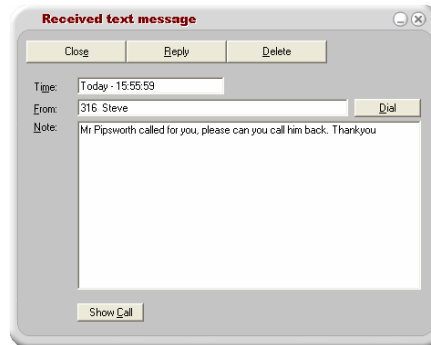 Received text message
Close Reply Delete
Time: Today - 15:55:59
From: 316 Steve Dial
Note: Mr Pipsworth called for you, please can you call him back. Thankyou
Show Call